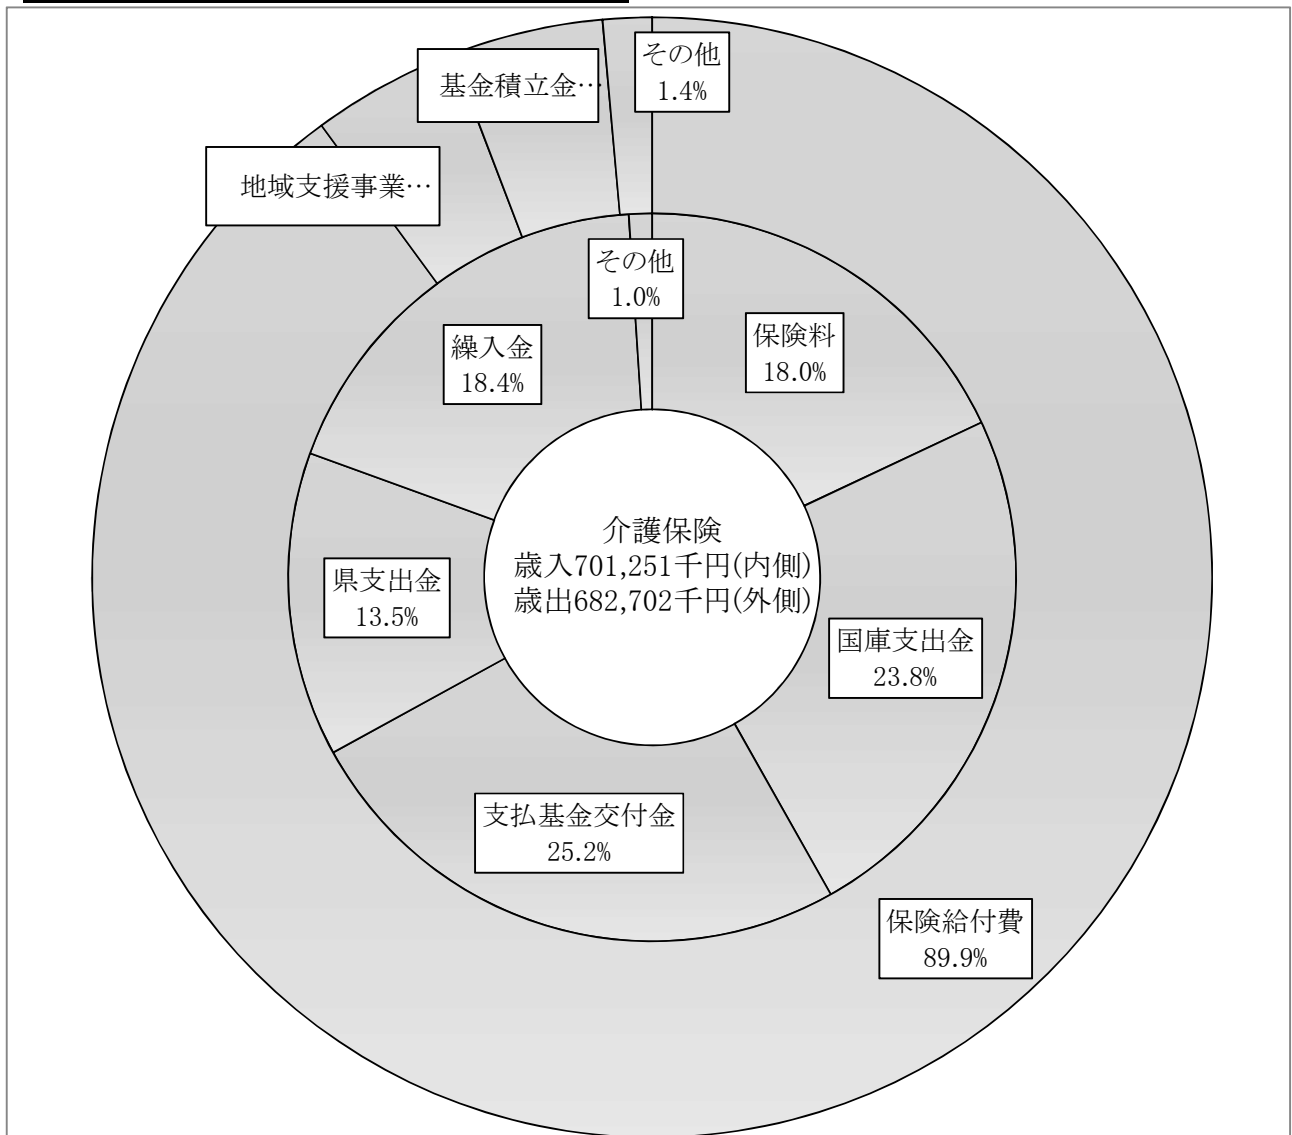 その他
1.4%
基金積立金…
地域支援事業…
その他
1.0%
保険料
18.0%
繰入金
18.4%
介護保険
歳入701,251千円(内側)
歳出682,702千円(外側)
県支出金
13.5%
国庫支出金
23.8%
支払基金交付金
25.2%
保険給付費
89.9%